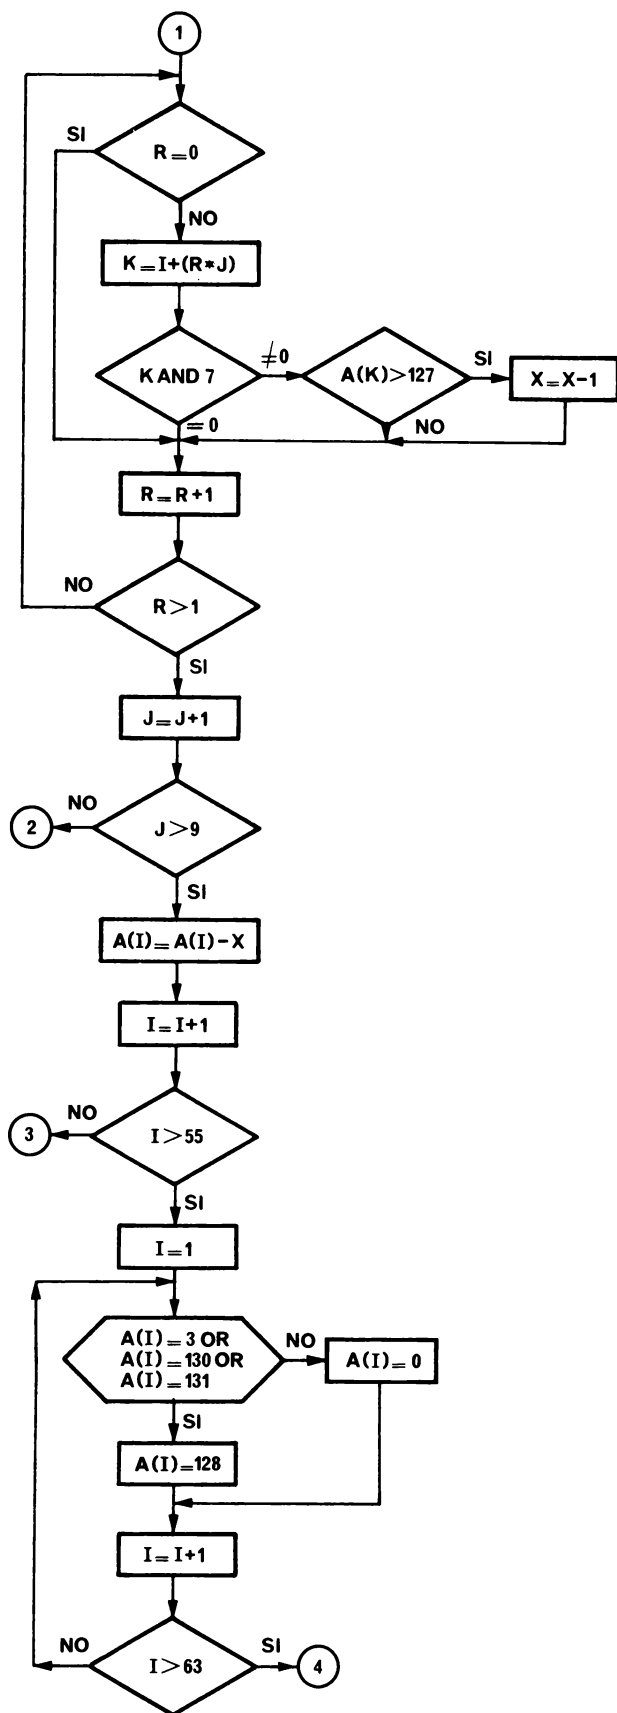 1
SI
R=0
NO
K=I+(R*J)
K AND 7
≠0
A(K)>127
SI
X=X-1
=0
NO
R=R+1
NO
R>1
SI
J=J+1
NO
2
J>9
SI
A(I)=A(I)-X
I=I+1
NO
3
I>55
SI
I=1
A(I)=3 OR
A(I)=130 OR
A(I)=131
NO
A(I)=0
SI
A(I)=128
I=I+1
NO
I>63
SI
4